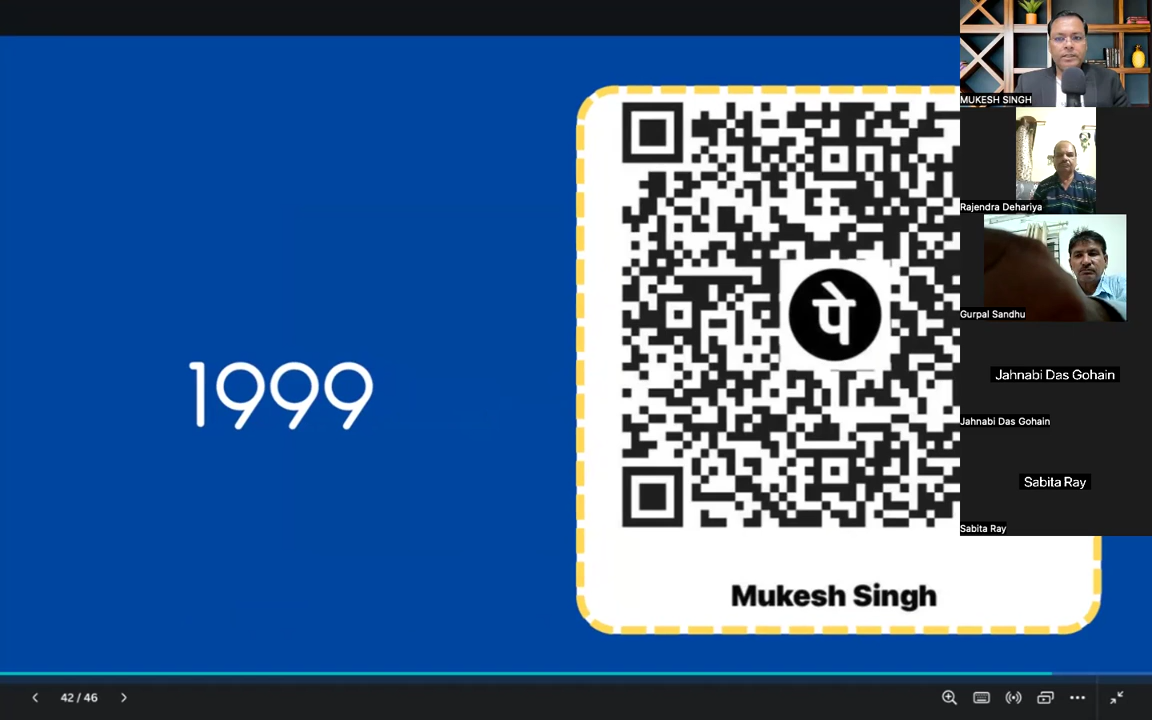 1999
पे
Mukesh Singh
MUKESH SINGH
Rajendra Dehariya
Gurpal Sandhu
Jahnabi Das Gohain
Jahnabi Das Gohain
Sabita Ray
Sabita Ray
42 / 46